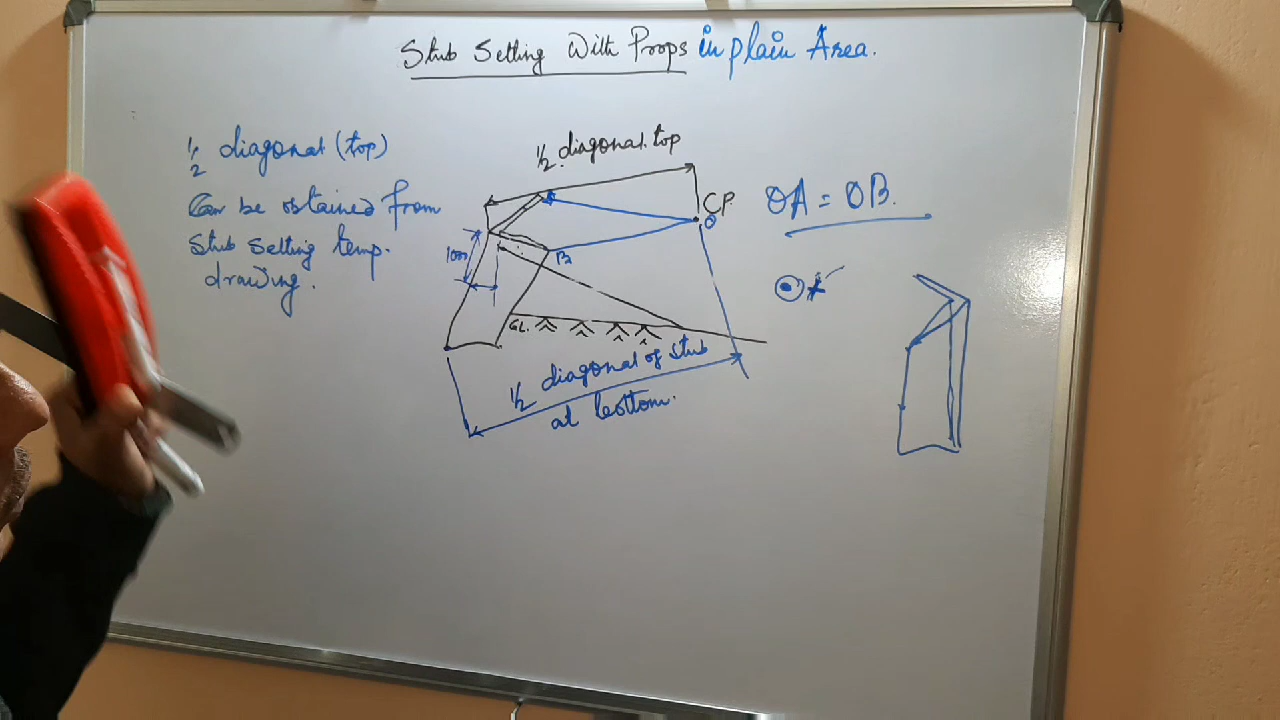 Stub Setting With Props in plain Area.
1/2 diagonal (top)
Can be obtained from
Stub Setting temp.
drawing.
1/2 diagonal top
CP
O
OA = OB.
B
GL.
1/2 diagonal of stub
at bottom.